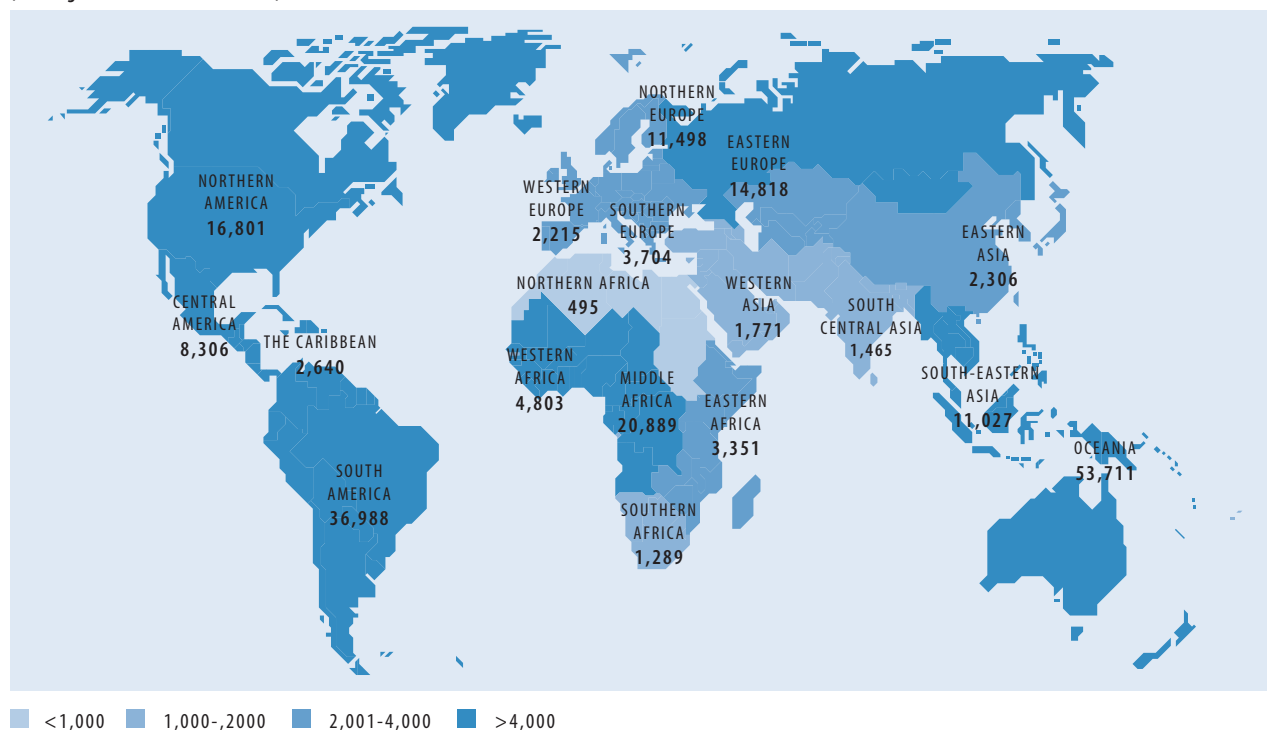 NORTHERN
EUROPE
11,498
EASTERN
EUROPE
14,818
NORTHERN
AMERICA
16,801
WESTERN
EUROPE
2,215
SOUTHERN
EUROPE
3,704
EASTERN
ASIA
2,306
NORTHERN AFRICA
495
WESTERN
ASIA
1,771
CENTRAL
AMERICA
8,306
SOUTH
CENTRAL ASIA
1,465
THE CARIBBEAN
2,640
WESTERN
AFRICA
4,803
MIDDLE
AFRICA
20,889
EASTERN
AFRICA
3,351
SOUTH-EASTERN
ASIA
11,027
OCEANIA
53,711
SOUTH
AMERICA
36,988
SOUTHERN
AFRICA
1,289
<1,000 1,000-,2000 2,001-4,000 >4,000